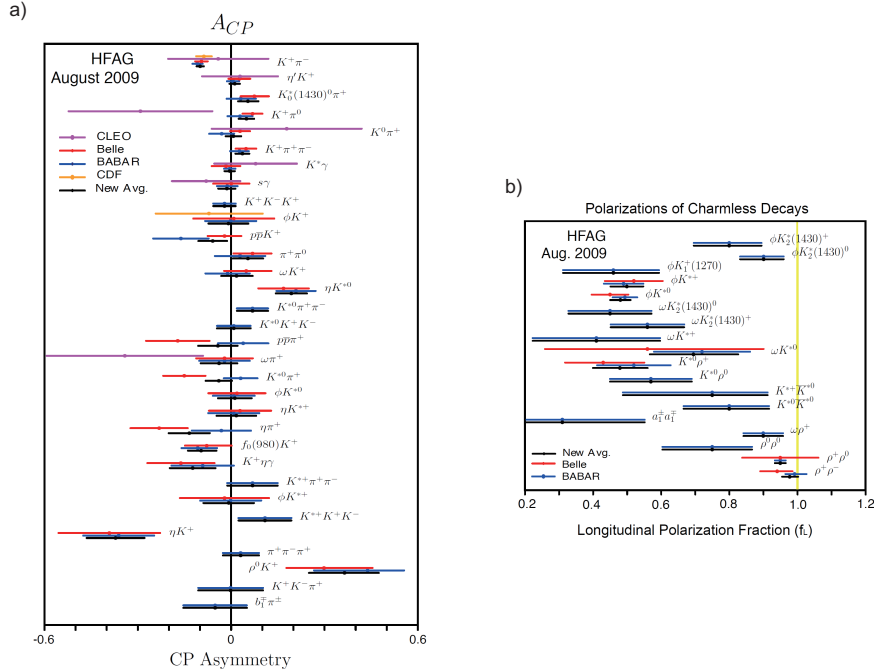 a)
A_{CP}
HFAG
August 2009
CLEO
Belle
BABAR
CDF
New Avg.
K⁺π⁻
η′K⁺
K₀*(1430)⁰π⁺
K⁺π⁰
K⁰π⁺
K⁺π⁺π⁻
K*γ
sγ
K⁺K⁻K⁺
φK⁺
pp̅K⁺
π⁺π⁰
ωK⁺
ηK*⁰
K*⁰π⁺π⁻
K*⁰K⁺K⁻
pp̅π⁺
ωπ⁺
K*⁰π⁺
φK*⁰
ηK*⁺
ηπ⁺
f₀(980)K⁺
K⁺ηγ
K*⁺π⁺π⁻
φK*⁺
K*⁺K⁺K⁻
ηK⁺
π⁺π⁻π⁺
ρ⁰K⁺
K⁺K⁻π⁺
b₁∓π±
-0.6 0 0.6
CP Asymmetry
b)
Polarizations of Charmless Decays
HFAG
Aug. 2009
φK₂*(1430)⁺
φK₂*(1430)⁰
φK₁⁺(1270)
φK*⁺
φK*⁰
ωK₂*(1430)⁰
ωK₂*(1430)⁺
ωK*⁺
ωK*⁰
K*⁰ρ⁺
K*⁰ρ⁰
K*⁺K̅*⁰
K*⁰K̅*⁰
a₁±a₁∓
ωρ⁺
ρ⁰ρ⁰
ρ⁺ρ⁰
ρ⁺ρ⁻
New Avg.
Belle
BABAR
0.2 0.4 0.6 0.8 1.0 1.2
Longitudinal Polarization Fraction (fL)